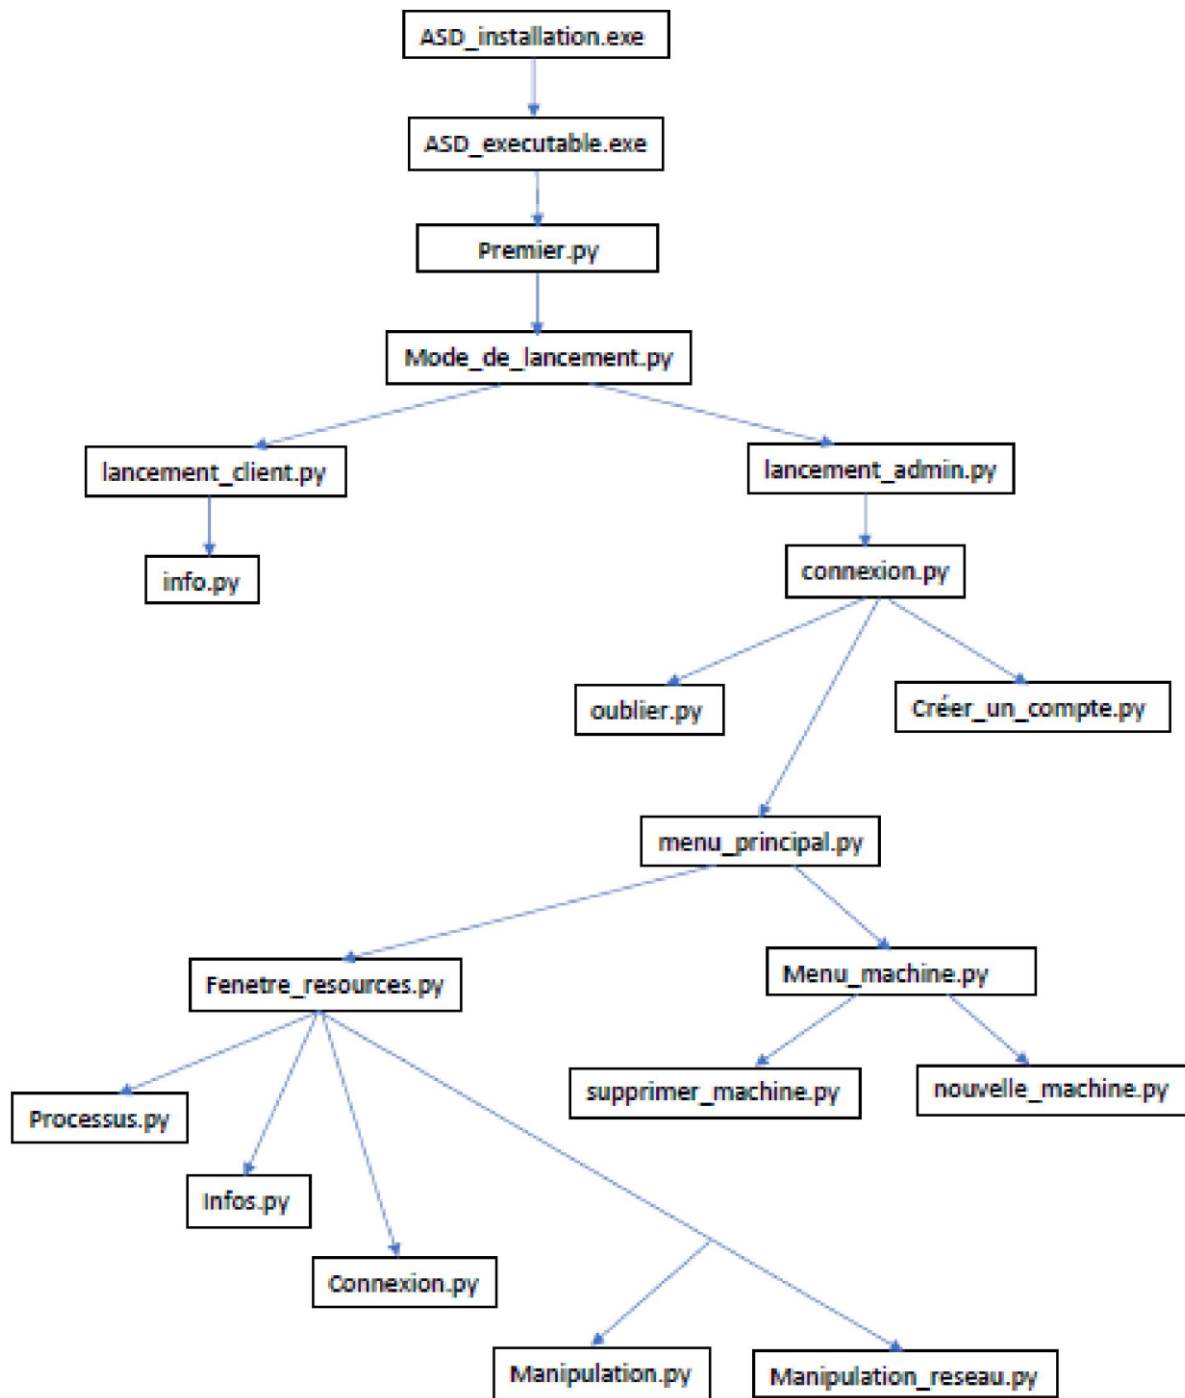 ASD_installation.exe
ASD_executable.exe
Premier.py
Mode_de_lancement.py
lancement_client.py
lancement_admin.py
info.py
connexion.py
oublier.py
Créer_un_compte.py
menu_principal.py
Fenetre_resources.py
Menu_machine.py
Processus.py
supprimer_machine.py
nouvelle_machine.py
Infos.py
Connexion.py
Manipulation.py
Manipulation_reseau.py